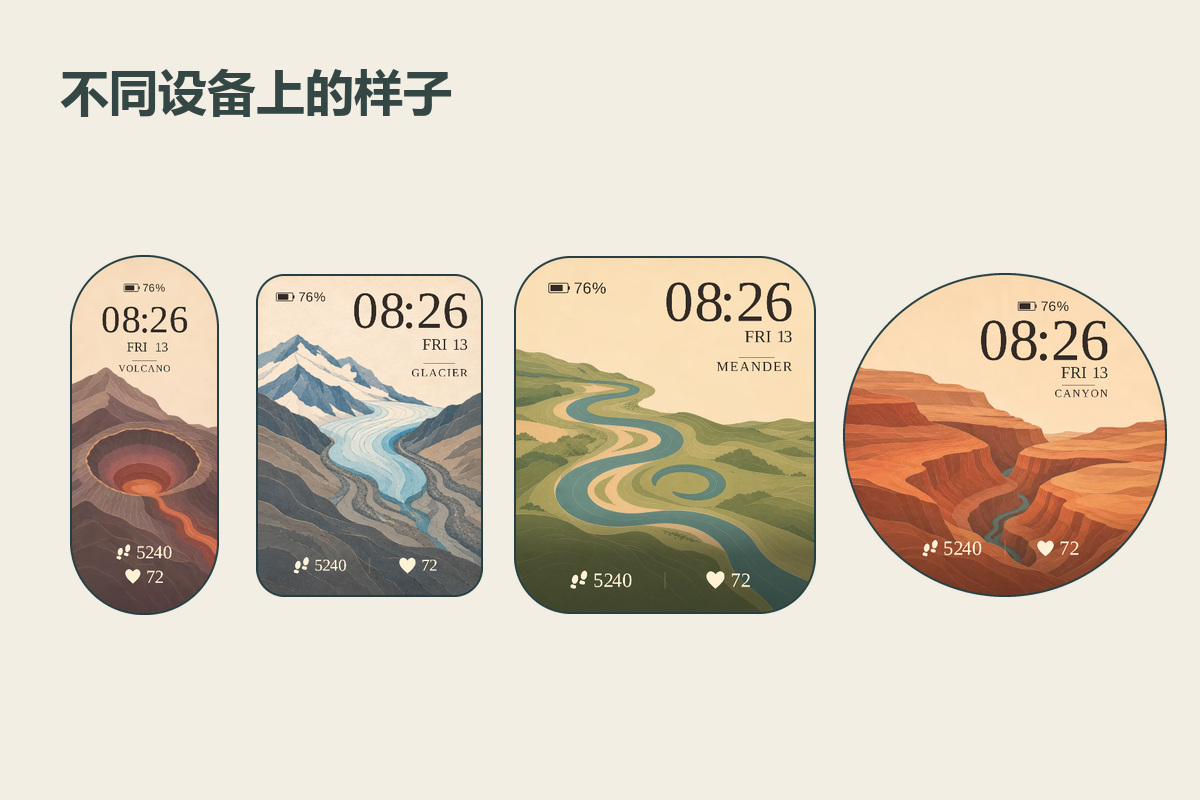 不同设备上的样子
76%
08:26
FRI 13
VOLCANO
5240
72
76%
08:26
FRI 13
GLACIER
5240
72
76%
08:26
FRI 13
MEANDER
5240
72
76%
08:26
FRI 13
CANYON
5240
72